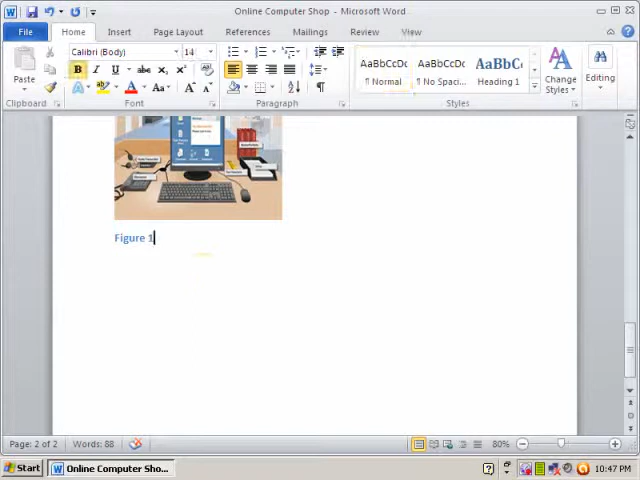 Online Computer Shop - Microsoft Word
File Home Insert Page Layout References Mailings Review View
Calibri (Body) 14
Paste
AaBbCcDc AaBbCcDc AaBbC
¶ Normal ¶ No Spaci... Heading 1
Change Styles
Editing
Clipboard Font Paragraph Styles
Figure 1
Page: 2 of 2 Words: 88 80%
Start Online Computer Sho... 10:47 PM